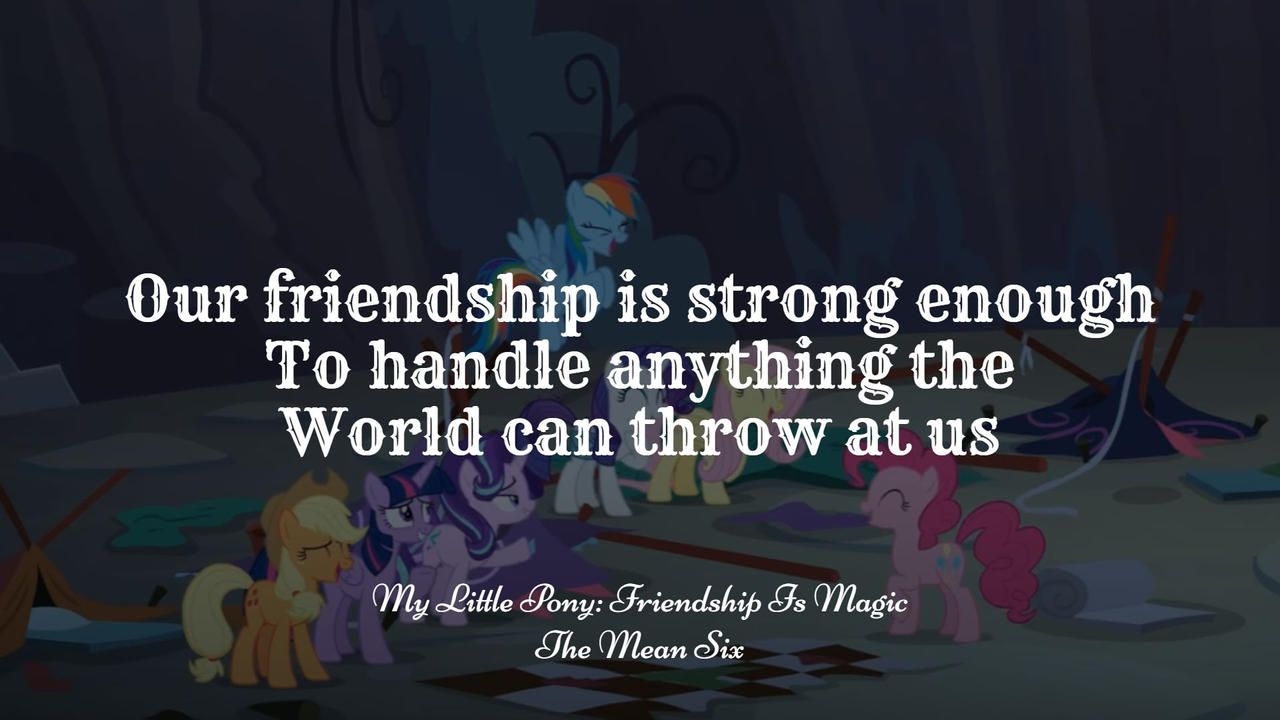 Our friendship is strong enough
To handle anything the
World can throw at us
My Little Pony: Friendship Is Magic
The Mean Six